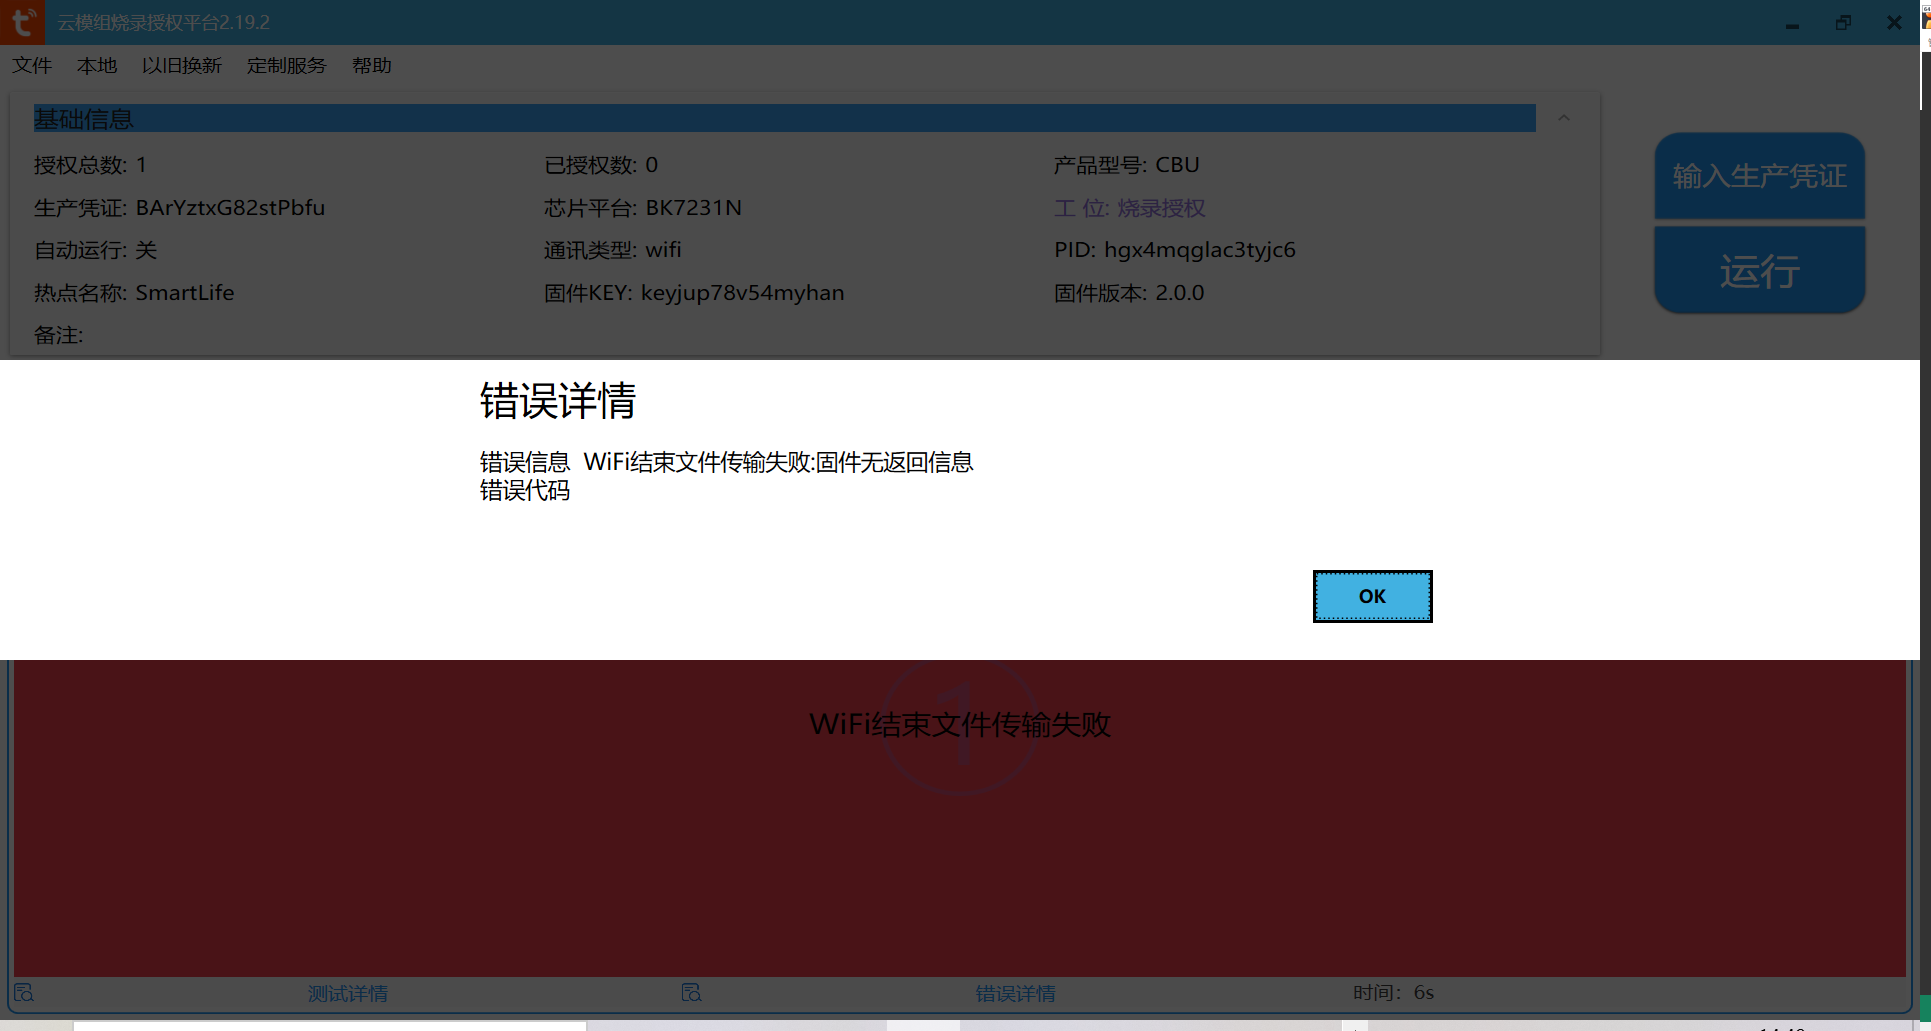 云模组烧录授权平台2.19.2
文件 本地 以旧换新 定制服务 帮助
基础信息
授权总数: 1 已授权数: 0 产品型号: CBU
生产凭证: BArYztxG82stPbfu 芯片平台: BK7231N 工 位: 烧录授权
自动运行: 关 通讯类型: wifi PID: hgx4mqglac3tyjc6
热点名称: SmartLife 固件KEY: keyjup78v54myhan 固件版本: 2.0.0
备注:
输入生产凭证
运行
错误详情
错误信息 WiFi结束文件传输失败:固件无返回信息
错误代码
OK
1
WiFi结束文件传输失败
测试详情 错误详情 时间: 6s